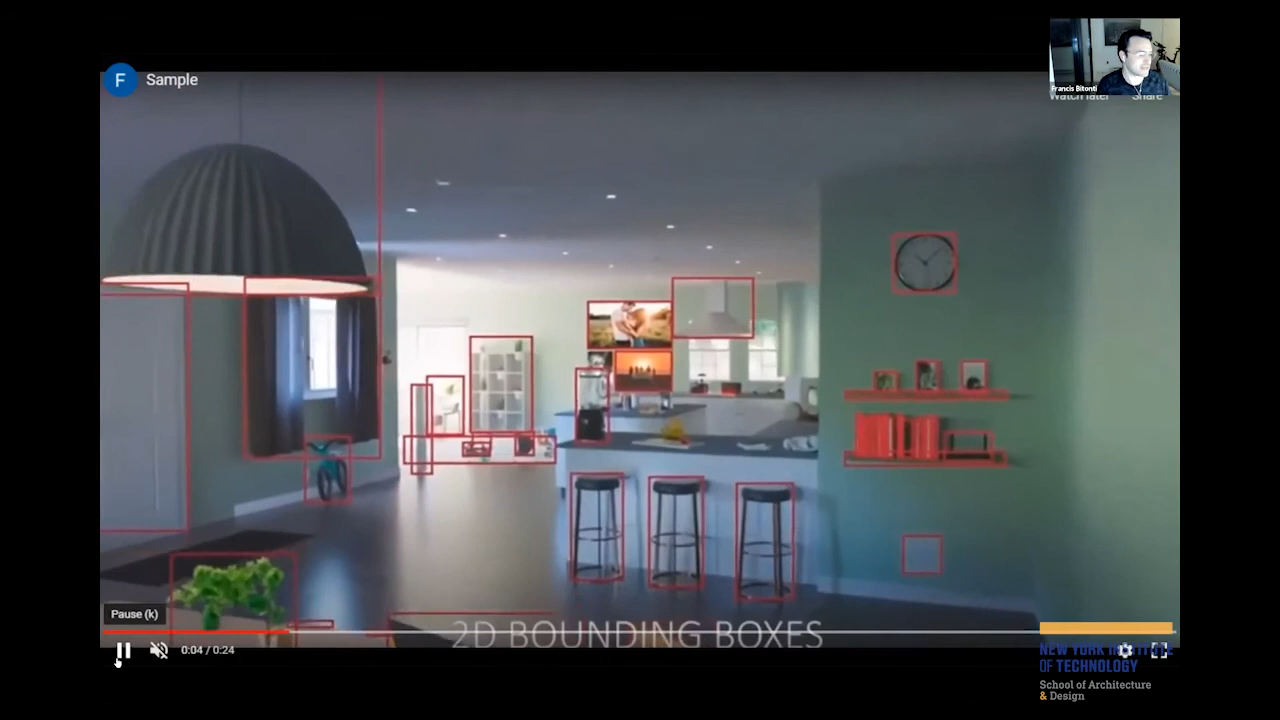 F
Sample
Francis Bitonti
Watch later
Share
Pause (k)
2D BOUNDING BOXES
0:04 / 0:24
NEW YORK INSTITUTE
OF TECHNOLOGY
School of Architecture
& Design